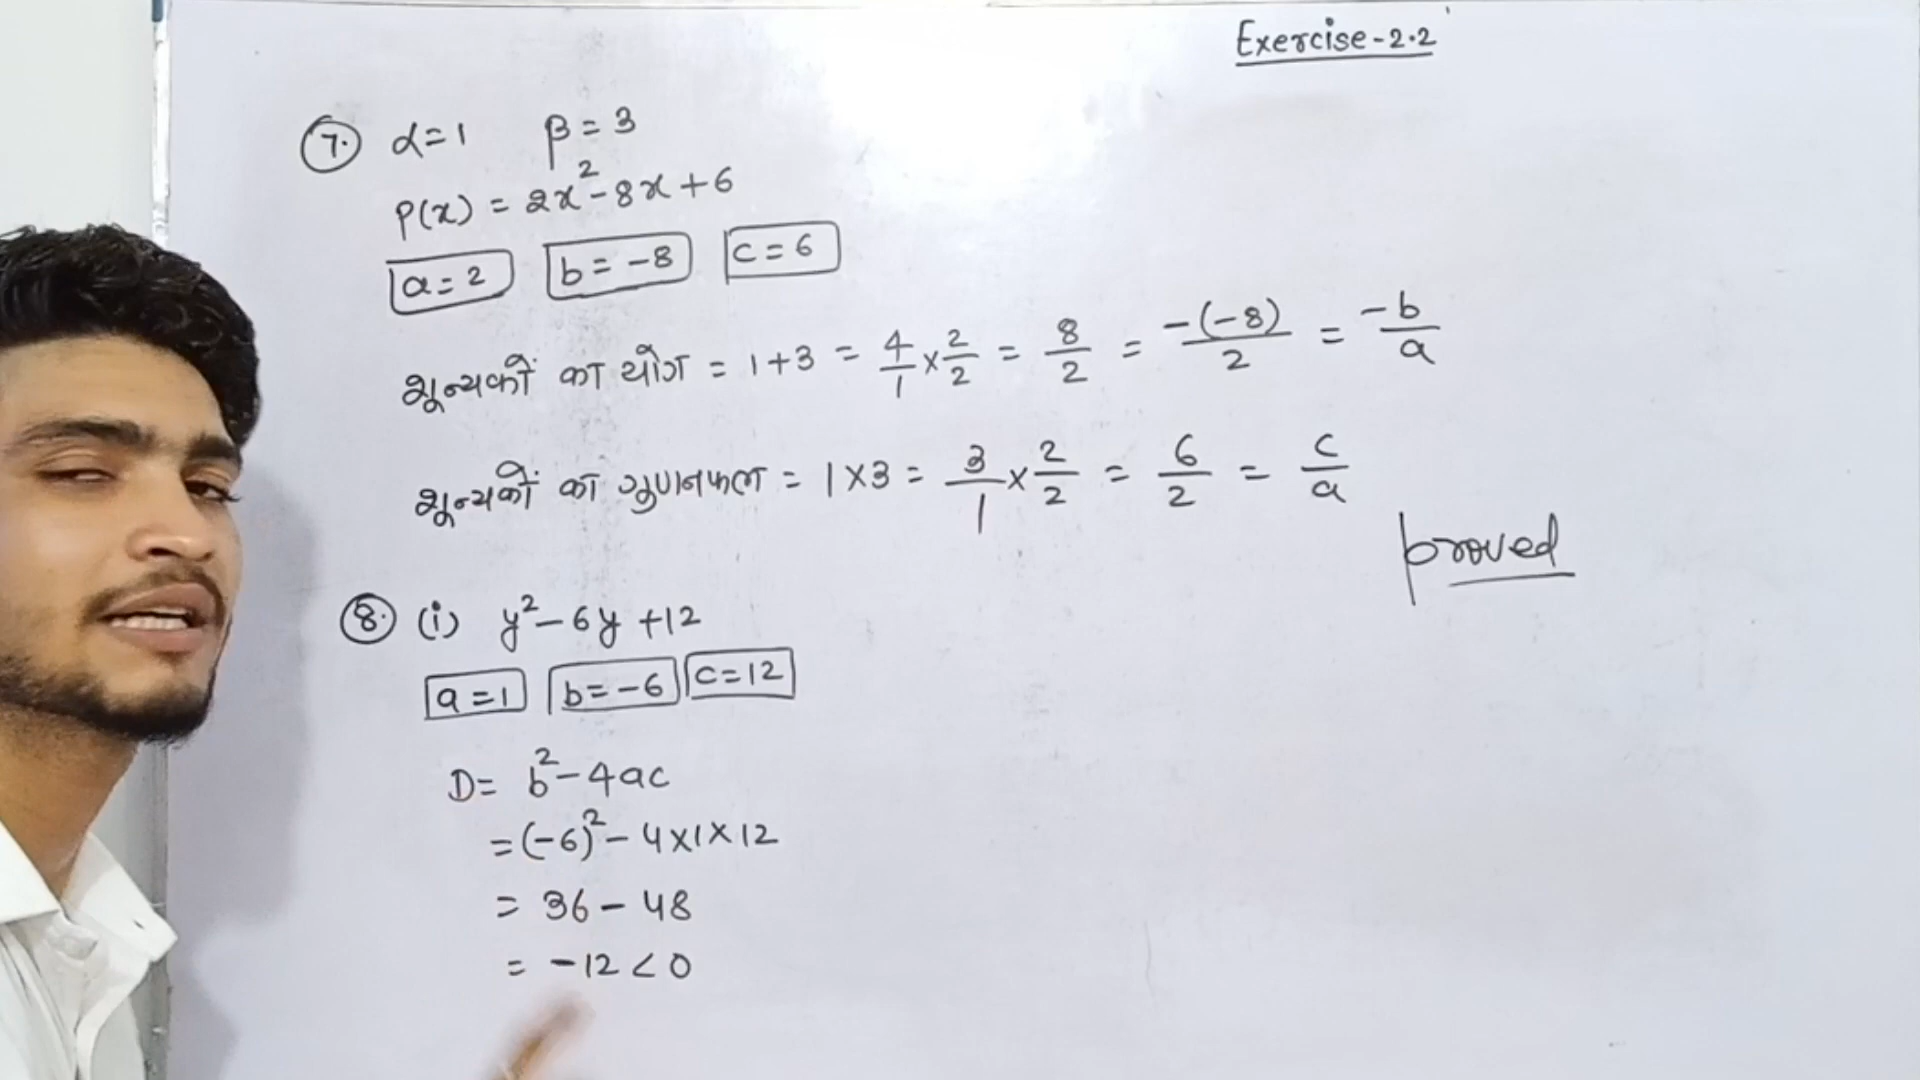 Exercise-2.2
7. α=1 β=3
P(x) = 2x²-8x+6
a=2 b=-8 c=6
शून्यकों का योग = 1+3 = 4/1 × 2/2 = 8/2 = -(-8)/2 = -b/a
शून्यकों का गुणनफल = 1×3 = 3/1 × 2/2 = 6/2 = c/a
proved
8. (i) y²-6y+12
a=1 b=-6 c=12
D= b²-4ac
=(-6)²-4×1×12
= 36-48
= -12<0